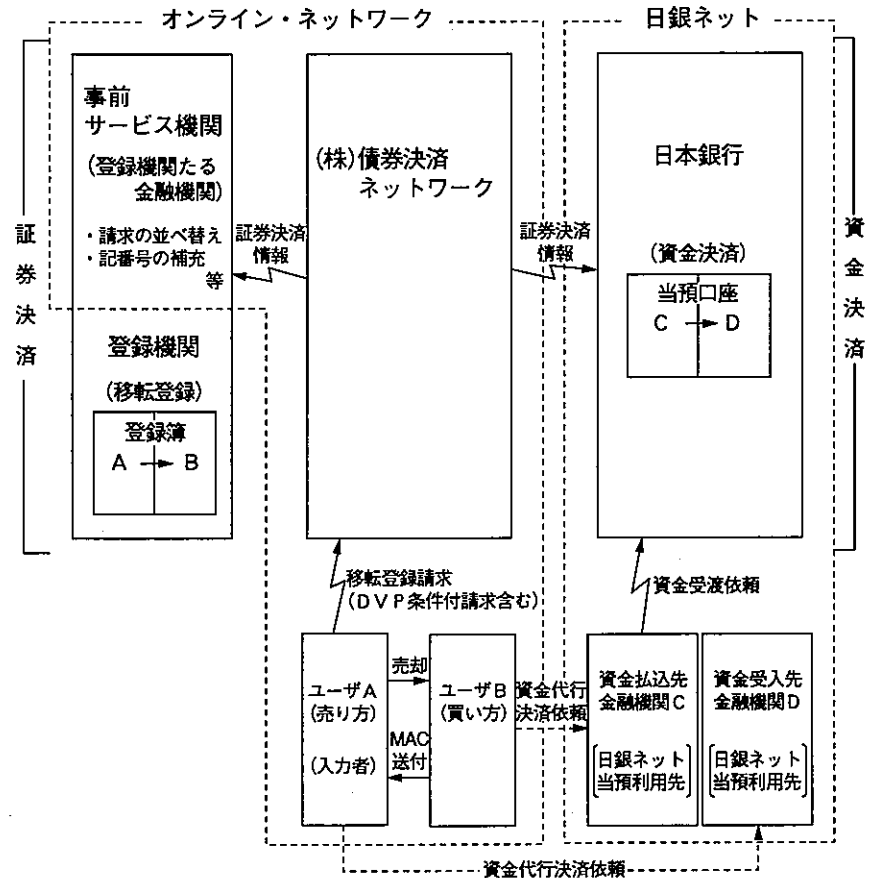 オンライン・ネットワーク
日銀ネット
証券決済
事前
サービス機関
(登録機関たる
金融機関)
・請求の並べ替え
・記番号の補充
等
登録機関
(移転登録)
登録簿
A → B
証券決済
情報
(株)債券決済
ネットワーク
証券決済
情報
日本銀行
(資金決済)
当預口座
C → D
資金決済
移転登録請求
(DVP条件付請求含む)
資金受渡依頼
ユーザA
(売り方)
(入力者)
売却
MAC
送付
ユーザB
(買い方)
資金代行
決済依頼
資金払込先
金融機関C
[日銀ネット
当預利用先]
資金受入先
金融機関D
[日銀ネット
当預利用先]
資金代行決済依頼